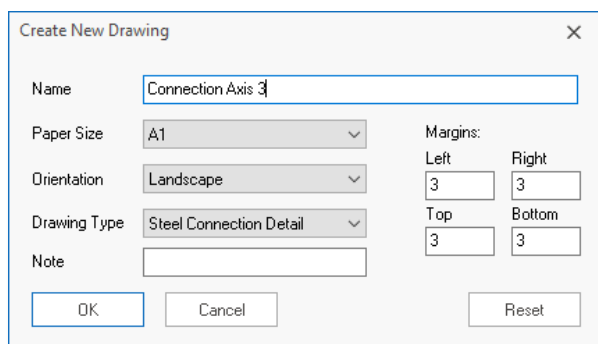 Create New Drawing
Name Connection Axis 3
Paper Size A1 Margins:
Left Right
Orientation Landscape 3 3
Top Bottom
Drawing Type Steel Connection Detail 3 3
Note
OK Cancel Reset